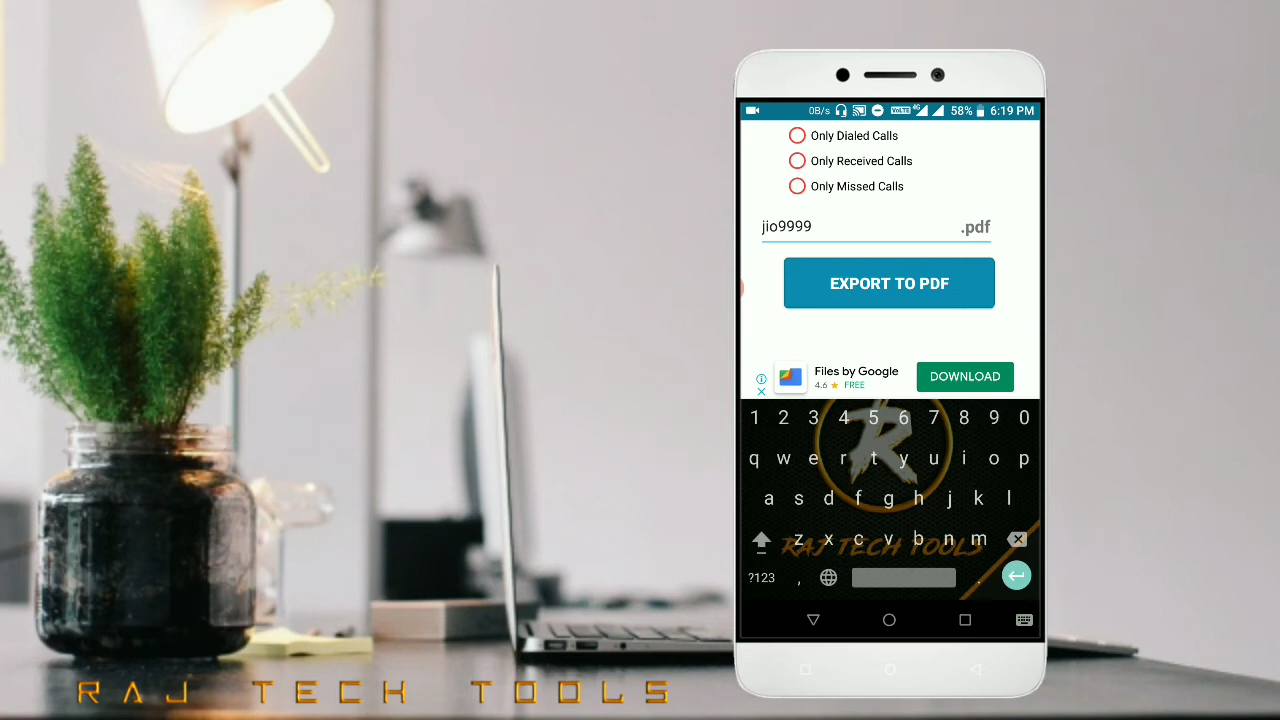 0B/s VoLTE 4G 58% 6:19 PM
Only Dialed Calls
Only Received Calls
Only Missed Calls
jio9999 .pdf
EXPORT TO PDF
Files by Google
4.6 ★ FREE
DOWNLOAD
1 2 3 4 5 6 7 8 9 0
q w e r t y u i o p
a s d f g h j k l
z x c v b n m
R
RAJ TECH TOOLS
?123 , .
RAJ TECH TOOLS